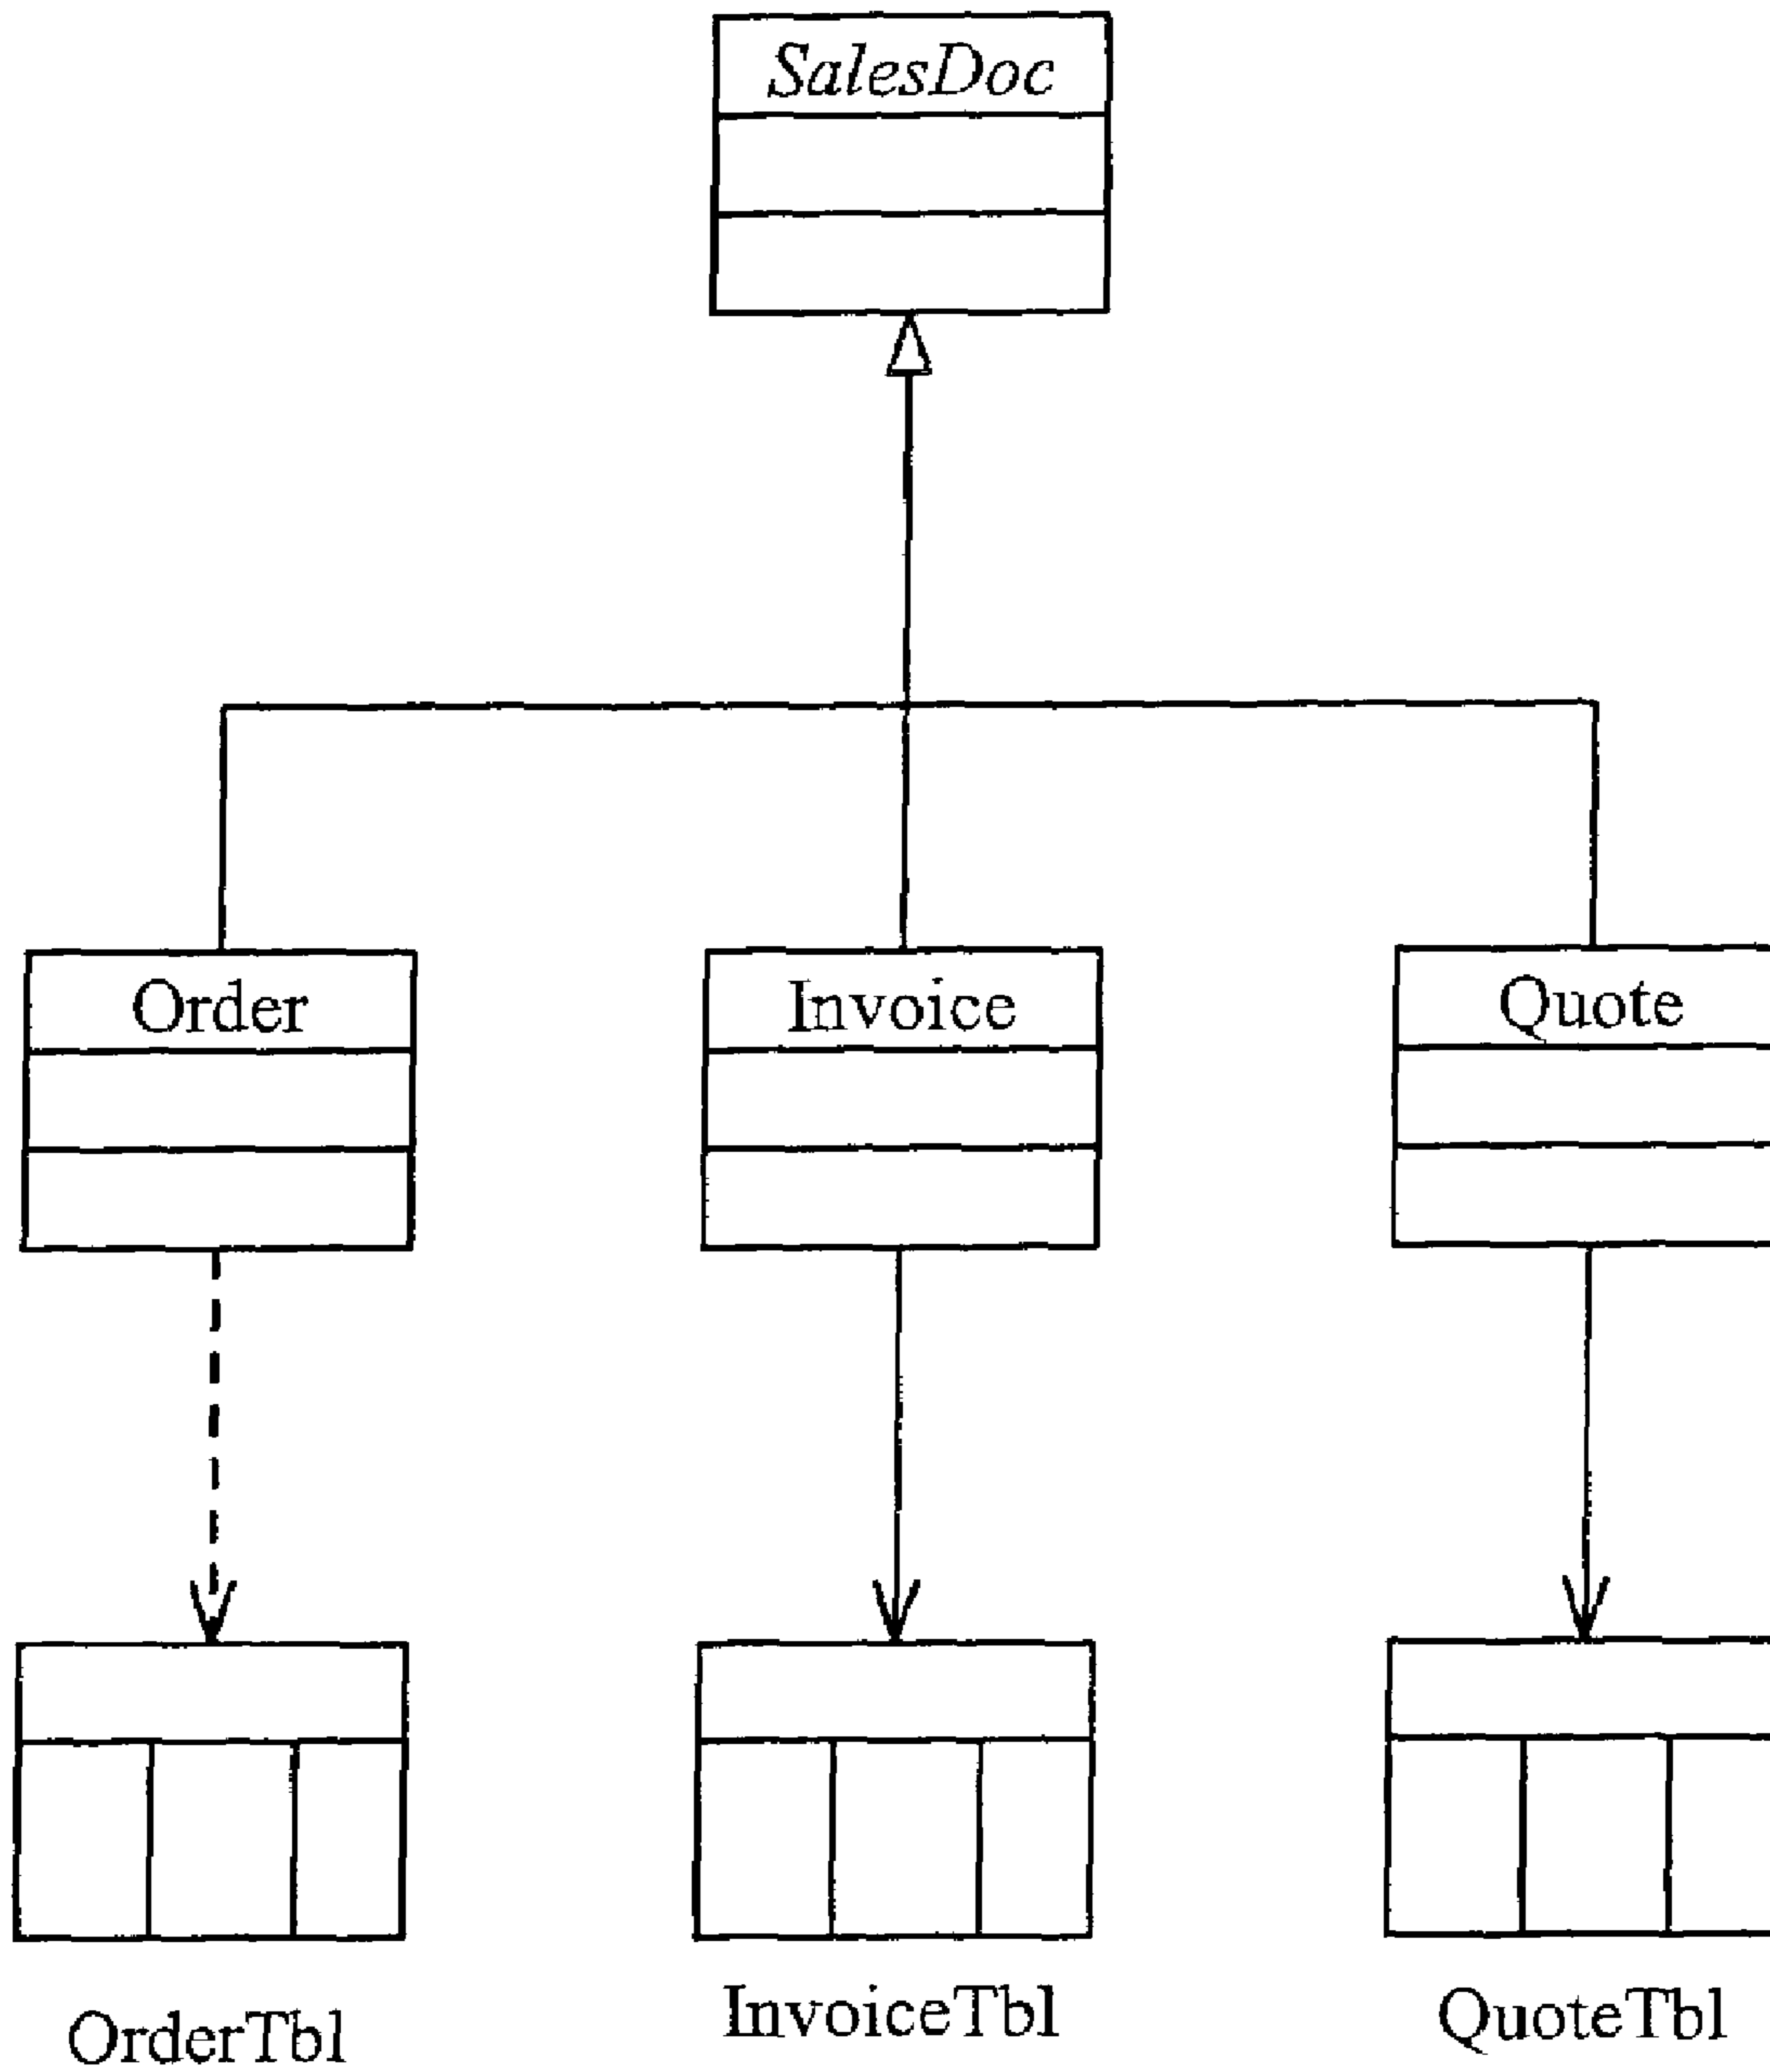 SalesDoc
Order
Invoice
Quote
OrderTbl
InvoiceTbl
QuoteTbl